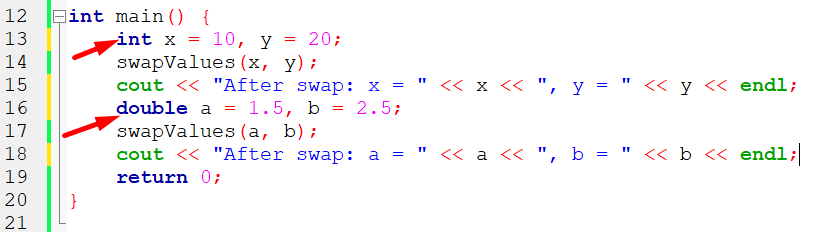 12 int main() {
13 int x = 10, y = 20;
14 swapValues(x, y);
15 cout << "After swap: x = " << x << ", y = " << y << endl;
16 double a = 1.5, b = 2.5;
17 swapValues(a, b);
18 cout << "After swap: a = " << a << ", b = " << b << endl;
19 return 0;
20 }
21